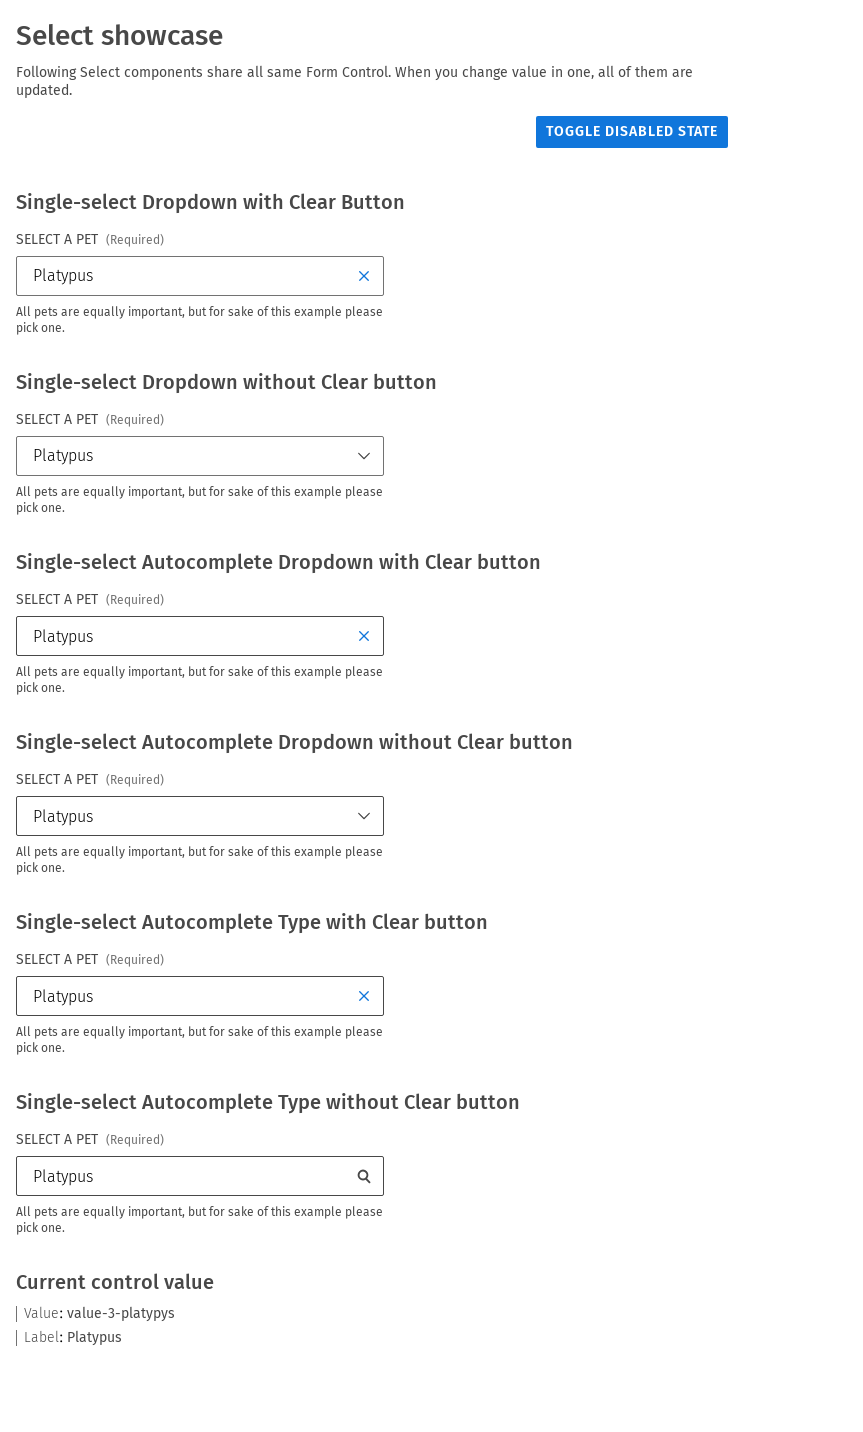 Select showcase
Following Select components share all same Form Control. When you change value in one, all of them are
updated.
TOGGLE DISABLED STATE
Single-select Dropdown with Clear Button
SELECT A PET (Required)
Platypus
All pets are equally important, but for sake of this example please
pick one.
Single-select Dropdown without Clear button
SELECT A PET (Required)
Platypus
All pets are equally important, but for sake of this example please
pick one.
Single-select Autocomplete Dropdown with Clear button
SELECT A PET (Required)
Platypus
All pets are equally important, but for sake of this example please
pick one.
Single-select Autocomplete Dropdown without Clear button
SELECT A PET (Required)
Platypus
All pets are equally important, but for sake of this example please
pick one.
Single-select Autocomplete Type with Clear button
SELECT A PET (Required)
Platypus
All pets are equally important, but for sake of this example please
pick one.
Single-select Autocomplete Type without Clear button
SELECT A PET (Required)
Platypus
All pets are equally important, but for sake of this example please
pick one.
Current control value
Value: value-3-platypys
Label: Platypus